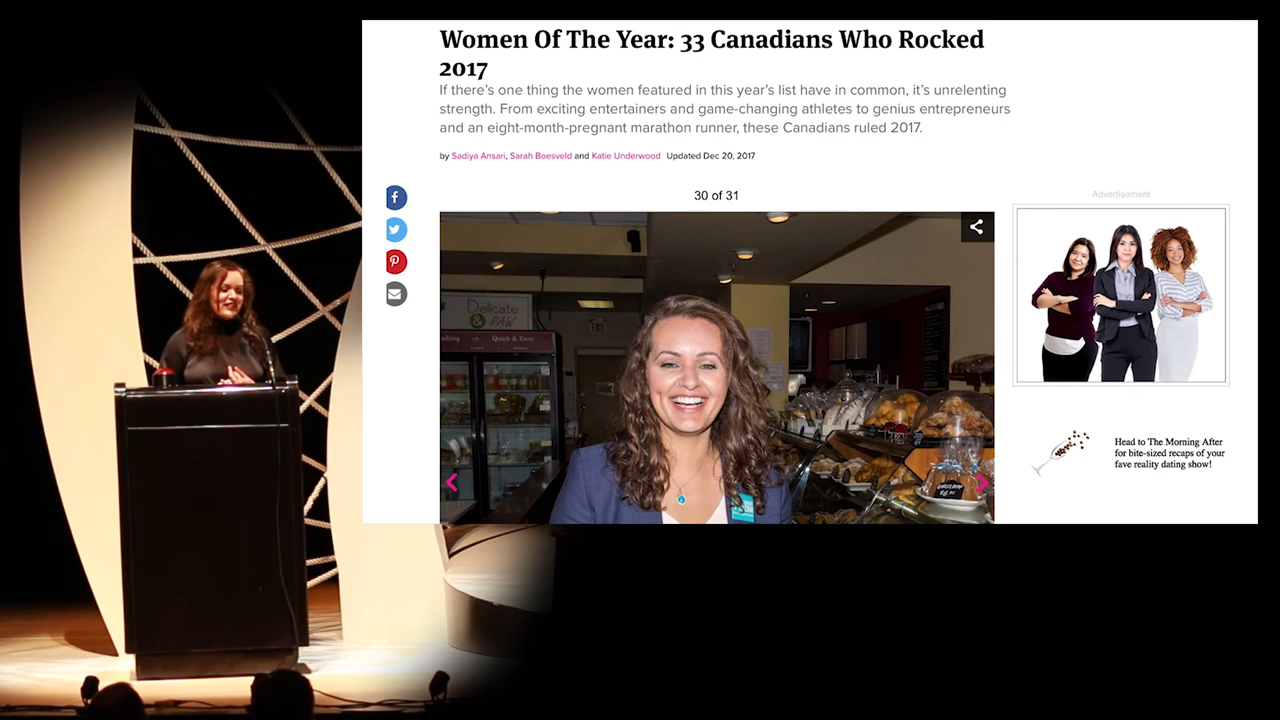 Women Of The Year: 33 Canadians Who Rocked
2017
If there's one thing the women featured in this year's list have in common, it's unrelenting
strength. From exciting entertainers and game-changing athletes to genius entrepreneurs
and an eight-month-pregnant marathon runner, these Canadians ruled 2017.
by Sadiya Ansari, Sarah Boesveld and Katie Underwood Updated Dec 20, 2017
30 of 31
Advertisement
Delicate
& RAW
Quick & Easy
Head to The Morning After
for bite-sized recaps of your
fave reality dating show!